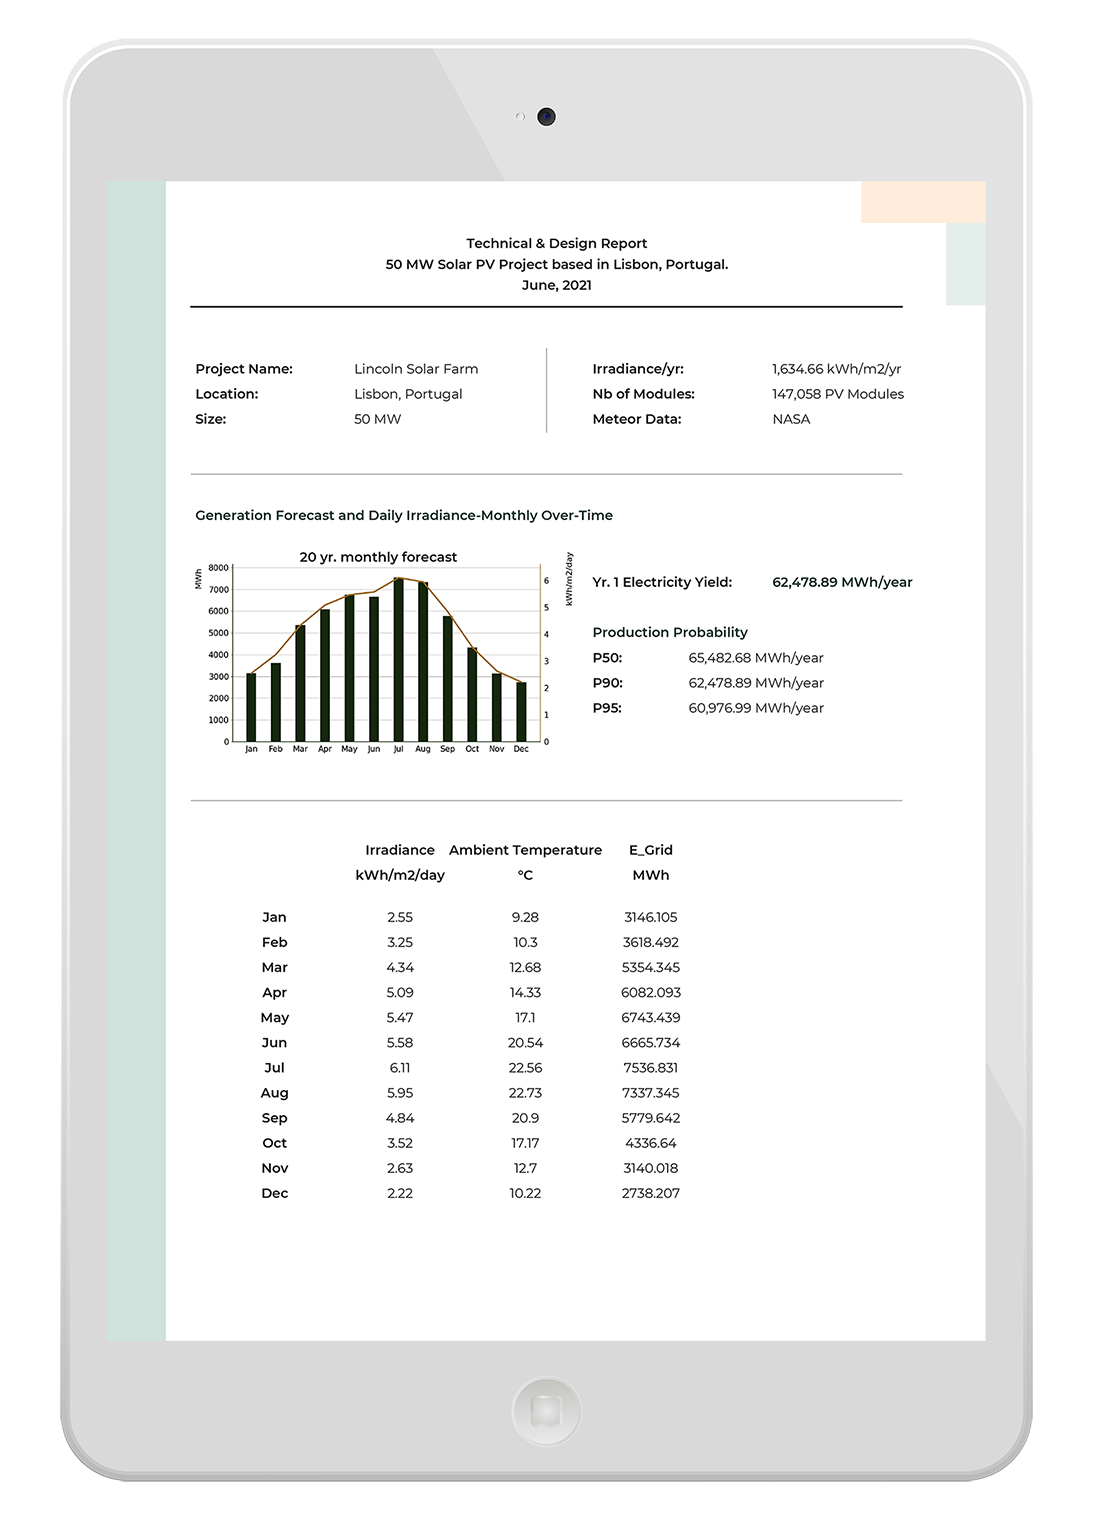 Technical & Design Report
50 MW Solar PV Project based in Lisbon, Portugal.
June, 2021
Project Name: Lincoln Solar Farm
Location: Lisbon, Portugal
Size: 50 MW
Irradiance/yr: 1,634.66 kWh/m2/yr
Nb of Modules: 147,058 PV Modules
Meteor Data: NASA
Generation Forecast and Daily Irradiance-Monthly Over-Time
20 yr. monthly forecast
MWh
8000
7000
6000
5000
4000
3000
2000
1000
0
kWh/m2/day
6
5
4
3
2
1
0
Jan Feb Mar Apr May Jun Jul Aug Sep Oct Nov Dec
Yr. 1 Electricity Yield: 62,478.89 MWh/year
Production Probability
P50: 65,482.68 MWh/year
P90: 62,478.89 MWh/year
P95: 60,976.99 MWh/year
Irradiance Ambient Temperature E_Grid
kWh/m2/day °C MWh
Jan 2.55 9.28 3146.105
Feb 3.25 10.3 3618.492
Mar 4.34 12.68 5354.345
Apr 5.09 14.33 6082.093
May 5.47 17.1 6743.439
Jun 5.58 20.54 6665.734
Jul 6.11 22.56 7536.831
Aug 5.95 22.73 7337.345
Sep 4.84 20.9 5779.642
Oct 3.52 17.17 4336.64
Nov 2.63 12.7 3140.018
Dec 2.22 10.22 2738.207